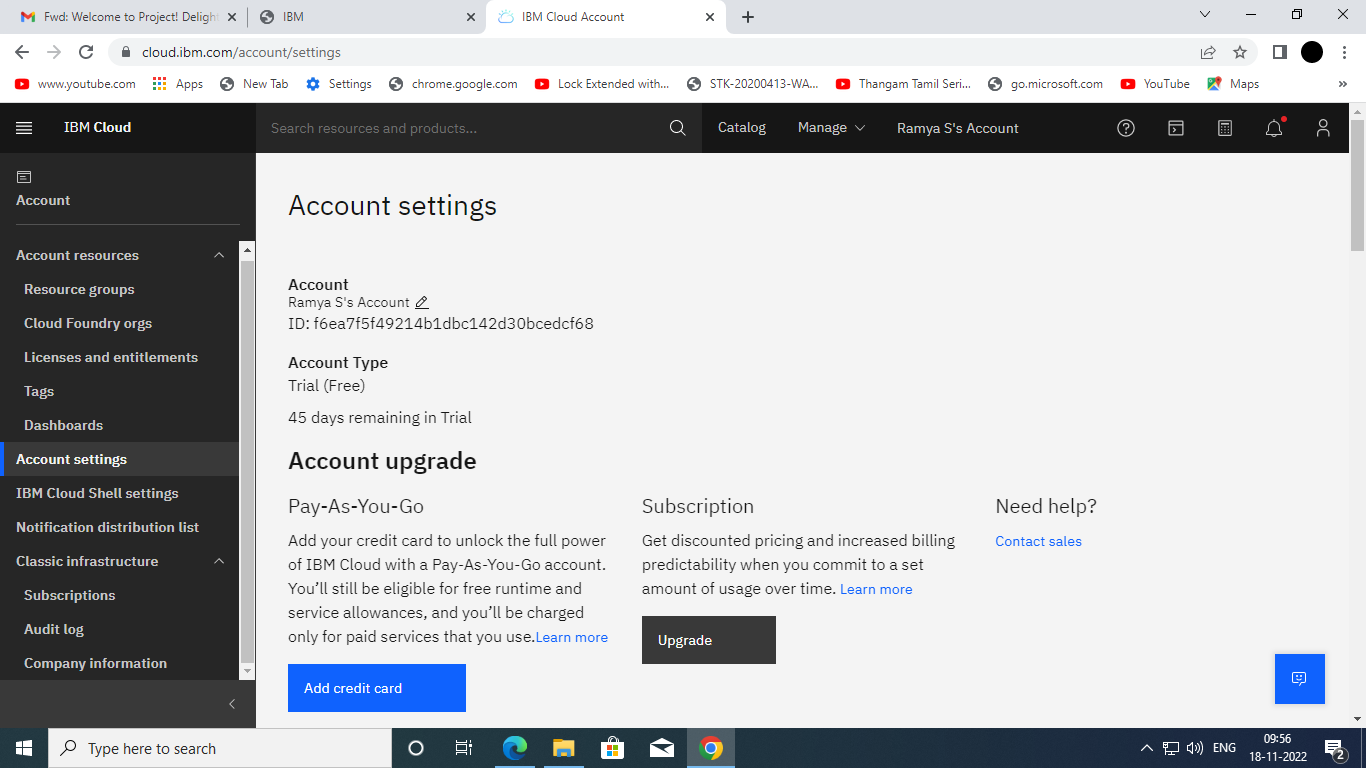 Fwd: Welcome to Project! Deligh
IBM
IBM Cloud Account
cloud.ibm.com/account/settings
www.youtube.com
Apps
New Tab
Settings
chrome.google.com
Lock Extended with...
STK-20200413-WA...
Thangam Tamil Seri...
go.microsoft.com
YouTube
Maps
IBM Cloud
Search resources and products...
Catalog
Manage
Ramya S's Account
Account
Account resources
Resource groups
Cloud Foundry orgs
Licenses and entitlements
Tags
Dashboards
Account settings
IBM Cloud Shell settings
Notification distribution list
Classic infrastructure
Subscriptions
Audit log
Company information
Account settings
Account
Ramya S's Account
ID: f6ea7f5f49214b1dbc142d30bcedcf68
Account Type
Trial (Free)
45 days remaining in Trial
Account upgrade
Pay-As-You-Go
Add your credit card to unlock the full power
of IBM Cloud with a Pay-As-You-Go account.
You’ll still be eligible for free runtime and
service allowances, and you’ll be charged
only for paid services that you use.Learn more
Add credit card
Subscription
Get discounted pricing and increased billing
predictability when you commit to a set
amount of usage over time. Learn more
Upgrade
Need help?
Contact sales
Type here to search
ENG
09:56
18-11-2022
2